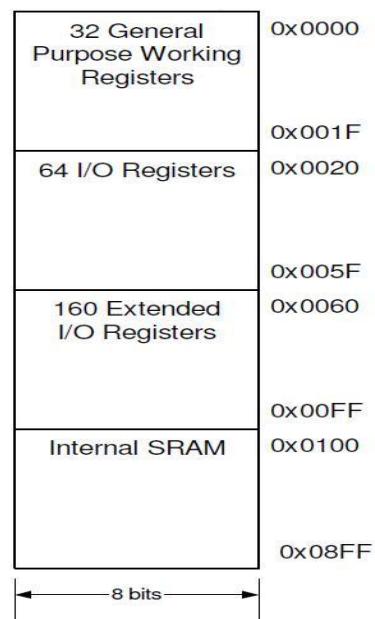 32 General
Purpose Working
Registers
0x0000
0x001F
64 I/O Registers
0x0020
0x005F
160 Extended
I/O Registers
0x0060
0x00FF
Internal SRAM
0x0100
0x08FF
8 bits